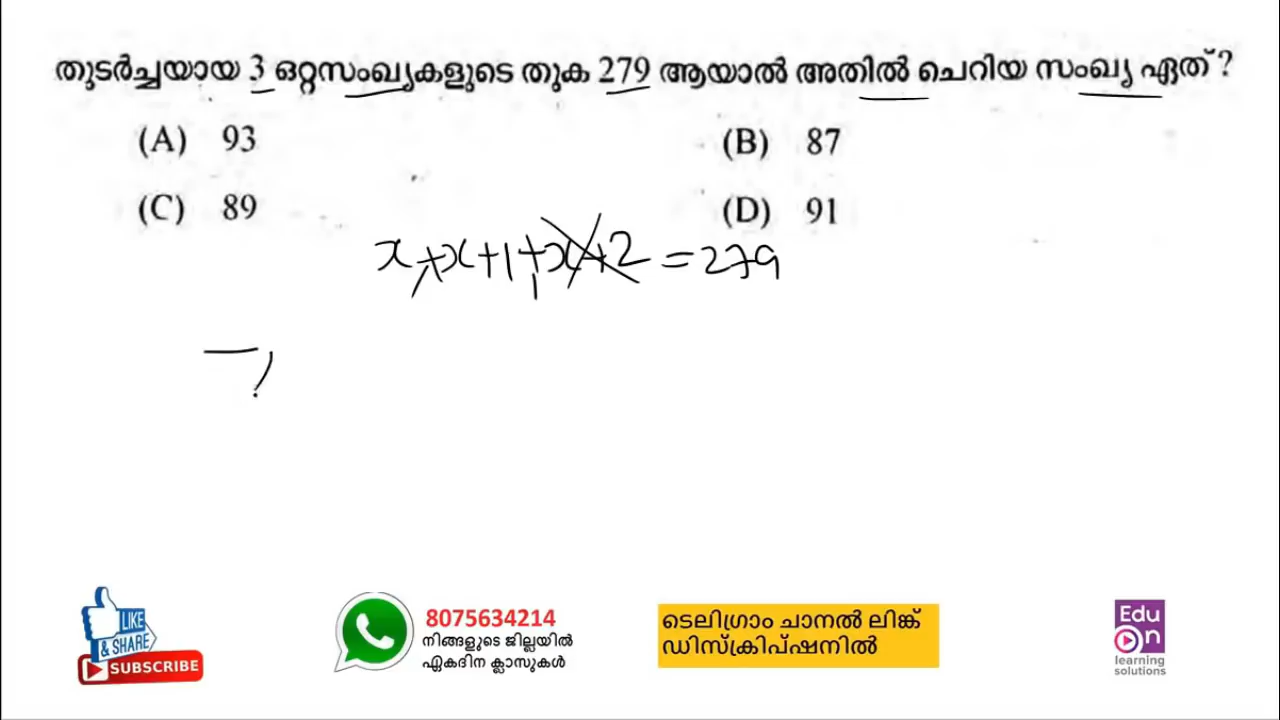 തുടർച്ചയായ 3 ഒറ്റസംഖ്യകളുടെ തുക 279 ആയാൽ അതിൽ ചെറിയ സംഖ്യ ഏത് ?
(A) 93
(B) 87
(C) 89
(D) 91
x + x+1 + x+2 = 279
LIKE
& SHARE
SUBSCRIBE
8075634214
നിങ്ങളുടെ ജില്ലയിൽ
ഏകദിന ക്ലാസുകൾ
ടെലിഗ്രാം ചാനൽ ലിങ്ക്
ഡിസ്ക്രിപ്ഷനിൽ
Edu
On
learning
solutions